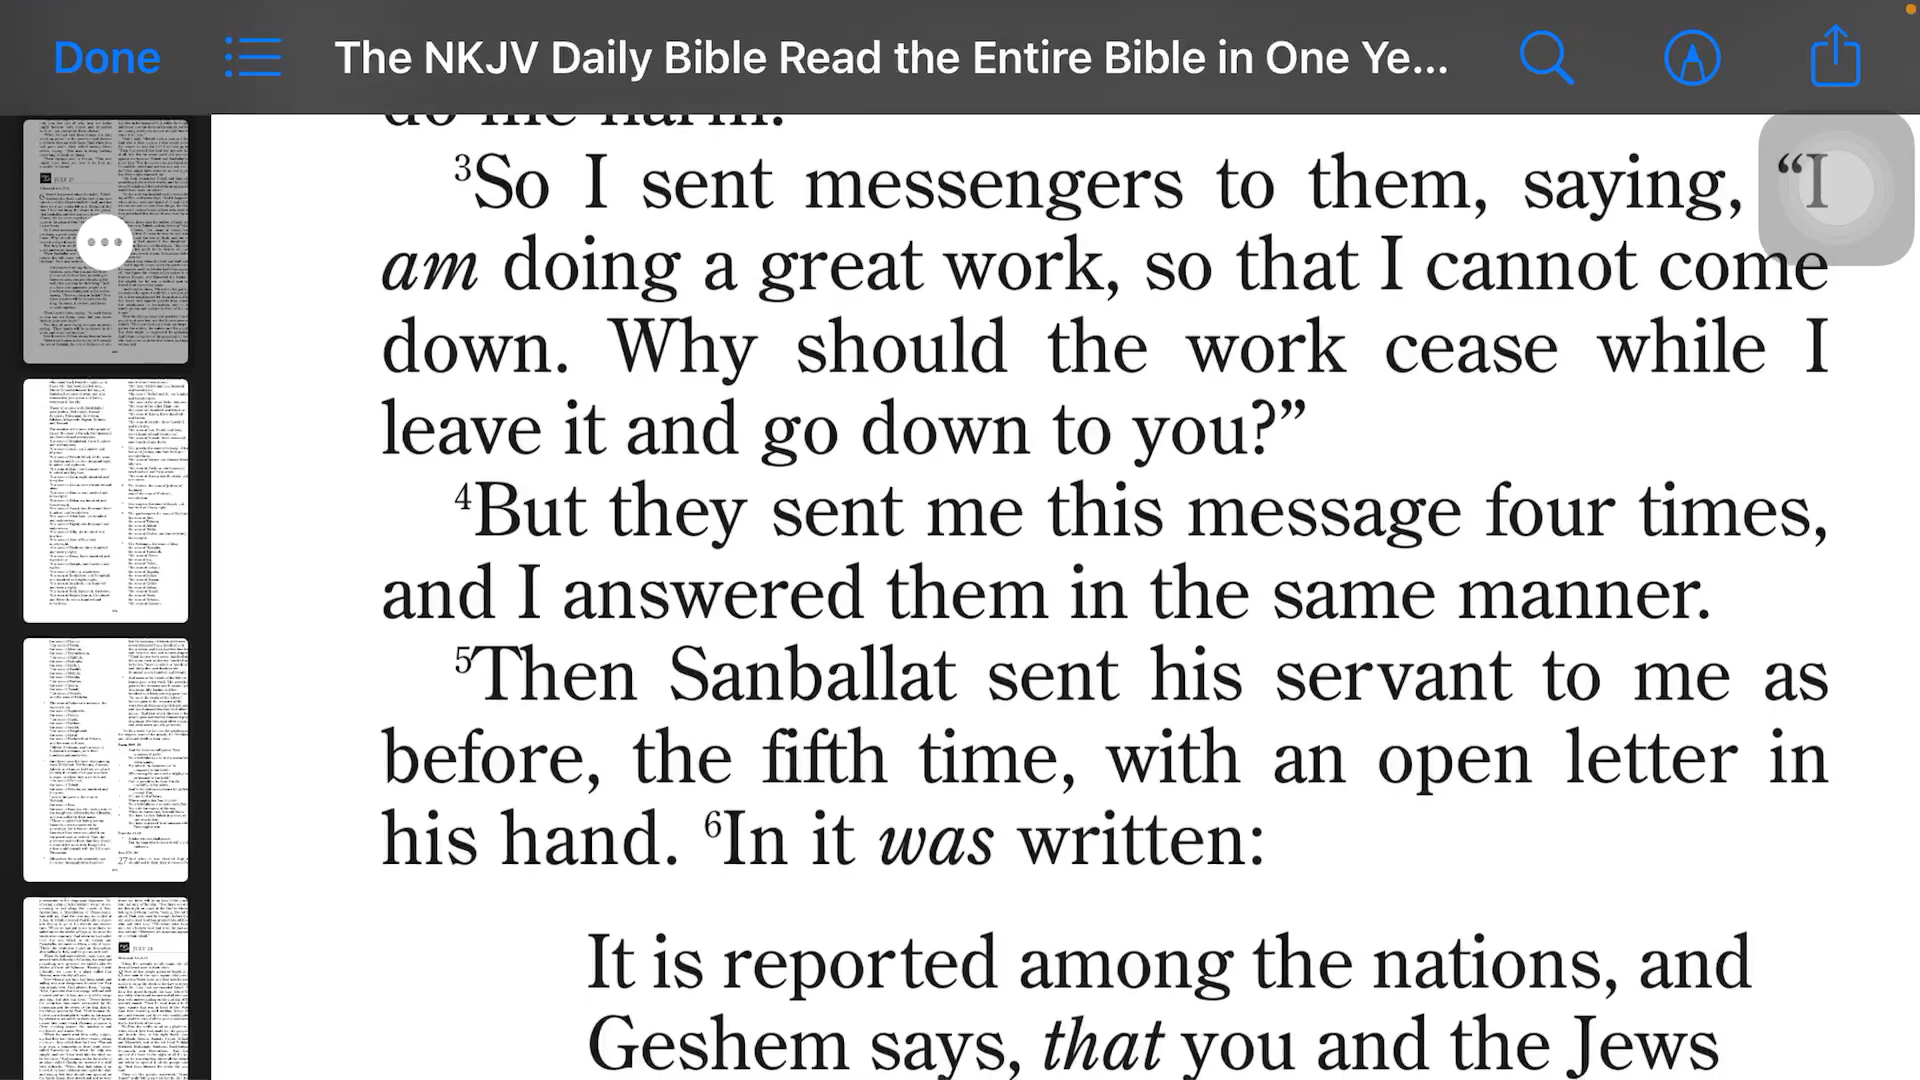 Done
The NKJV Daily Bible Read the Entire Bible in One Ye...
do me harm.
³So I sent messengers to them, saying, “I
am doing a great work, so that I cannot come
down. Why should the work cease while I
leave it and go down to you?”
⁴But they sent me this message four times,
and I answered them in the same manner.
⁵Then Sanballat sent his servant to me as
before, the fifth time, with an open letter in
his hand. ⁶In it was written:
It is reported among the nations, and
Geshem says, that you and the Jews